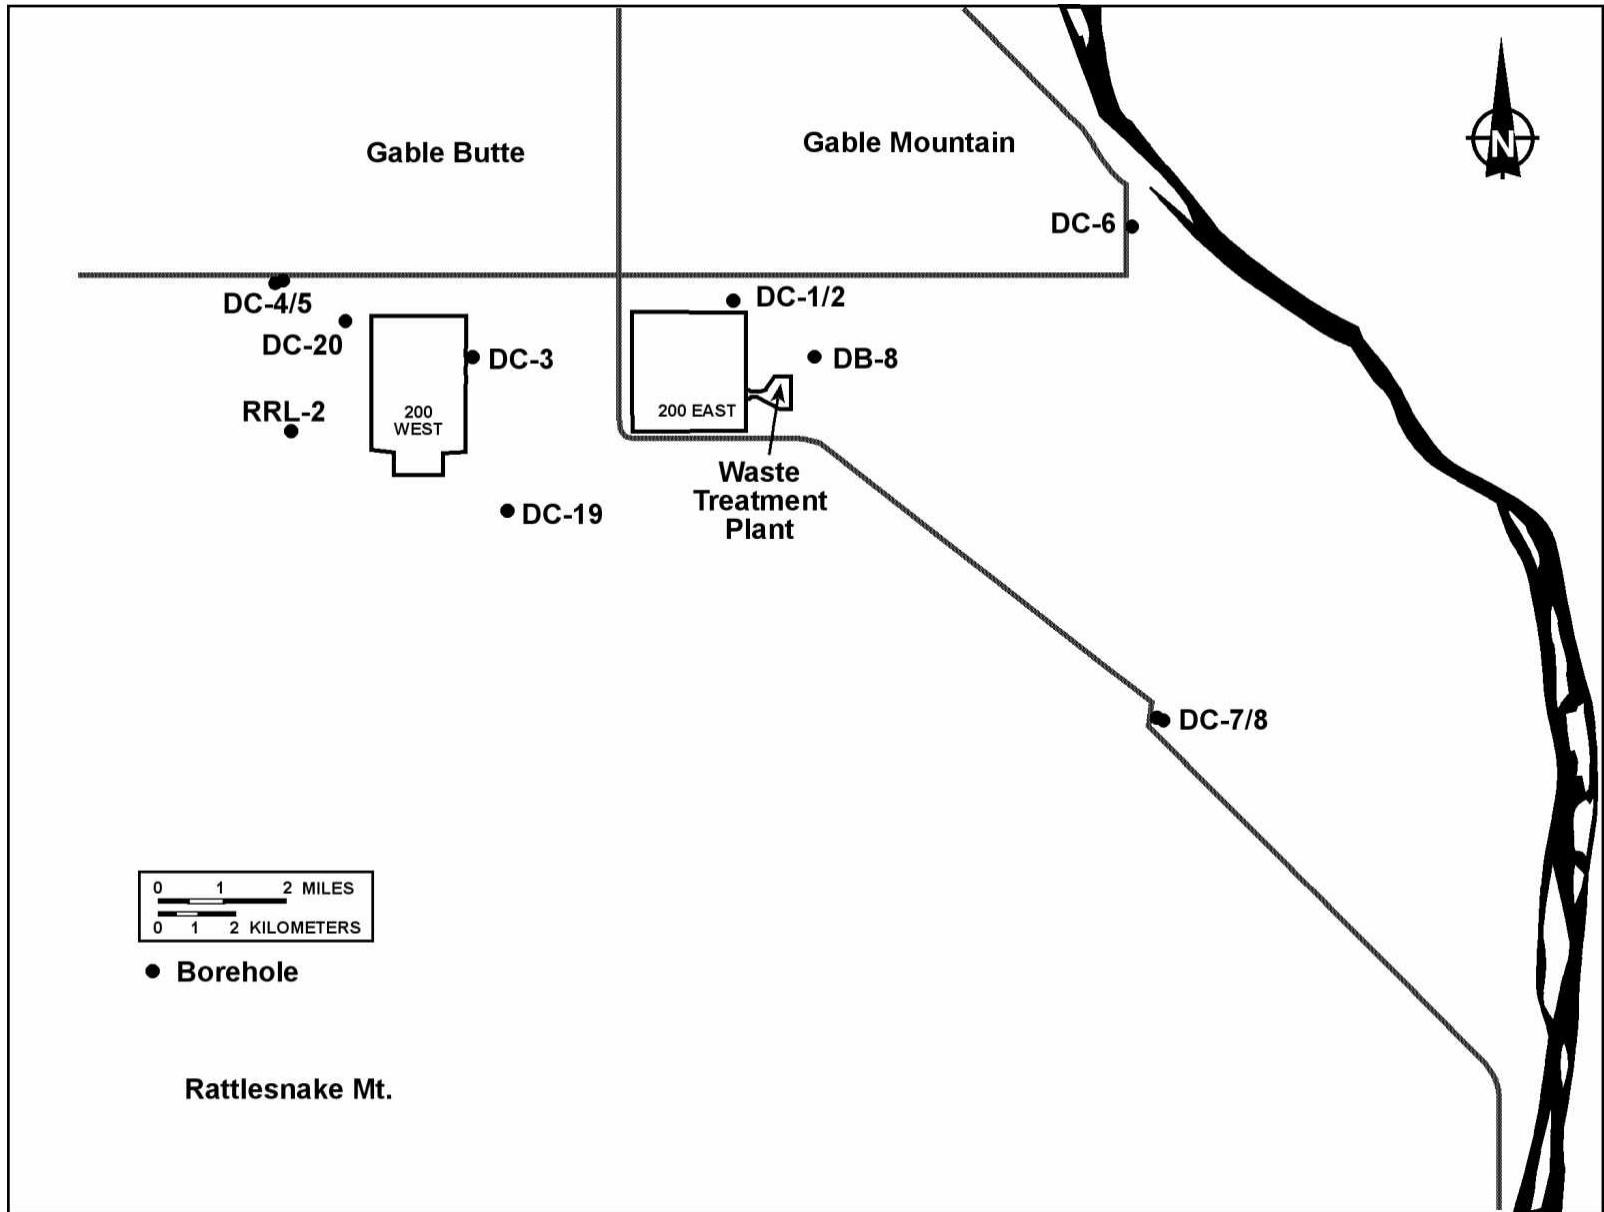 Gable Butte
Gable Mountain
N
DC-6
DC-4/5
DC-1/2
DC-20
DC-3
DB-8
RRL-2
200
WEST
200 EAST
Waste
Treatment
Plant
DC-19
DC-7/8
0 1 2 MILES
0 1 2 KILOMETERS
Borehole
Rattlesnake Mt.